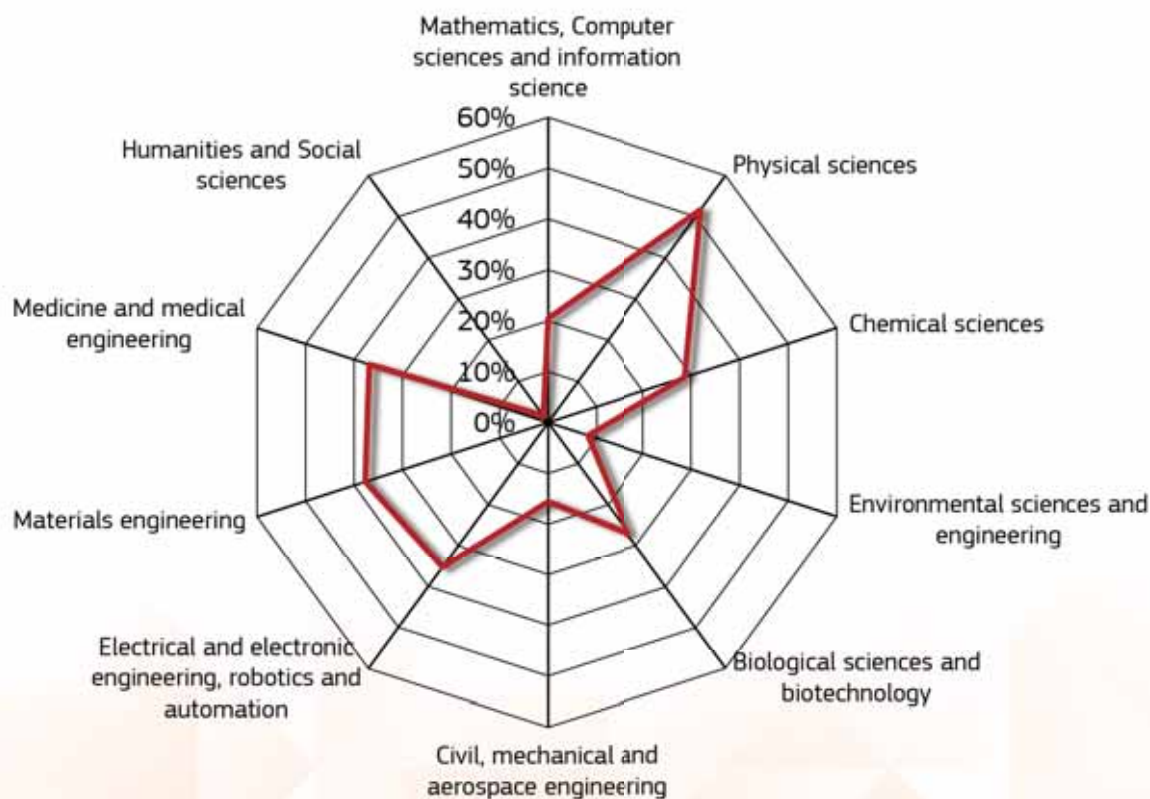 Mathematics, Computer
sciences and information
science
60%
50%
40%
30%
20%
10%
0%
Physical sciences
Chemical sciences
Environmental sciences and
engineering
Biological sciences and
biotechnology
Civil, mechanical and
aerospace engineering
Electrical and electronic
engineering, robotics and
automation
Materials engineering
Medicine and medical
engineering
Humanities and Social
sciences